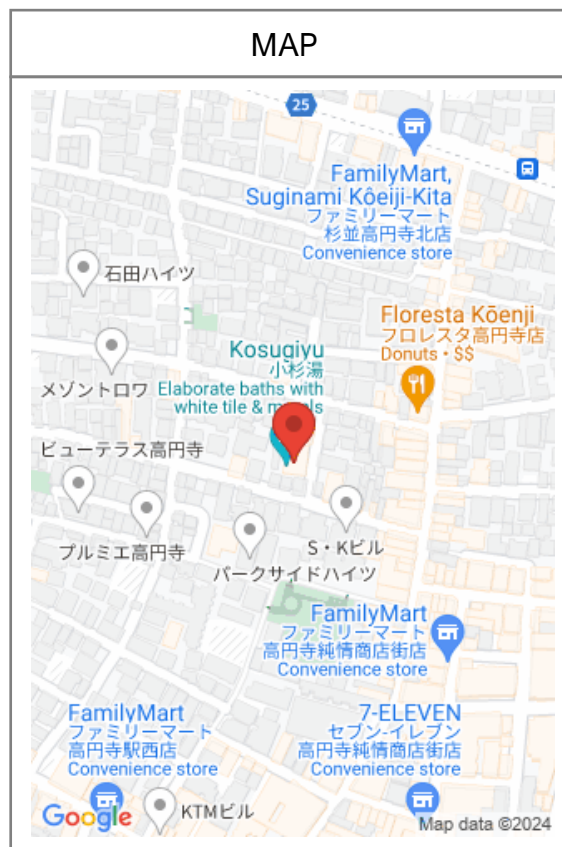 MAP
25
FamilyMart,
Suginami Kôeiji-Kita
ファミリーマート
杉並高円寺北店
Convenience store
石田ハイツ
Floresta Kōenji
フロレスタ高円寺店
Donuts • $$
Kosugiyu
小杉湯
Elaborate baths with
white tile &
メゾントロワ
ビューテラス高円寺
プルミエ高円寺
S・Kビル
パークサイドハイツ
FamilyMart
ファミリーマート
高円寺純情商店街店
Convenience store
FamilyMart
ファミリーマート
高円寺駅西店
Convenience store
7-ELEVEN
セブン-イレブン
高円寺純情商店街店
Convenience store
KTMビル
Google
Map data ©2024